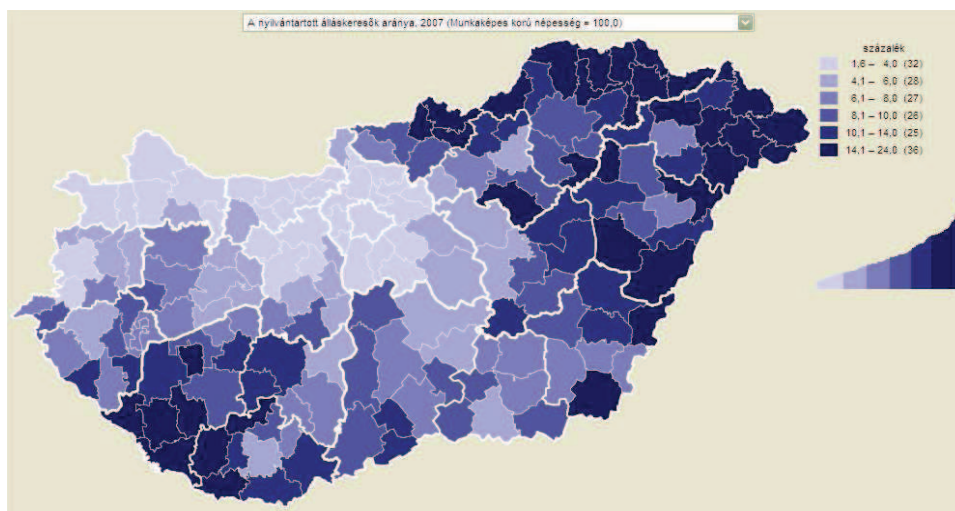 A nyilvántartott álláskeresők aránya, 2007 (Munkaképes korú népesség = 100,0)
százalék
1,6 – 4,0 (32)
4,1 – 6,0 (28)
6,1 – 8,0 (27)
8,1 – 10,0 (26)
10,1 – 14,0 (25)
14,1 – 24,0 (36)